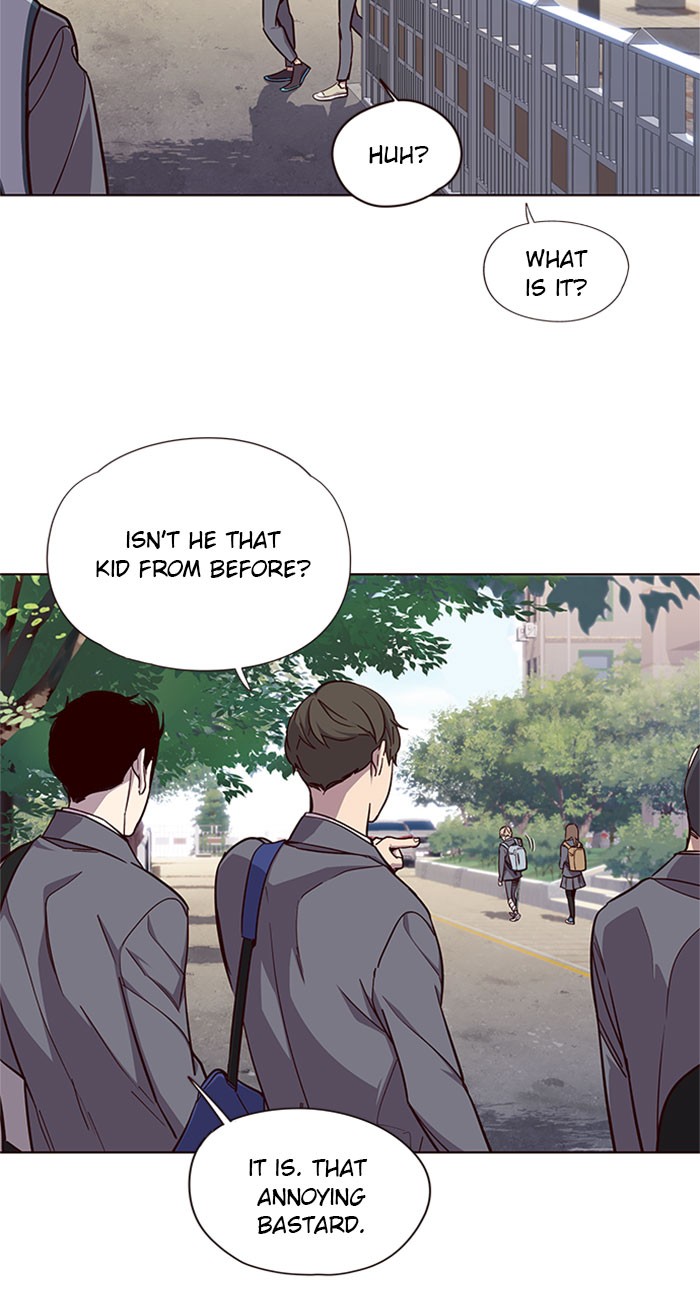 HUH?
WHAT
IS IT?
ISN'T HE THAT
KID FROM BEFORE?
IT IS. THAT
ANNOYING
BASTARD.